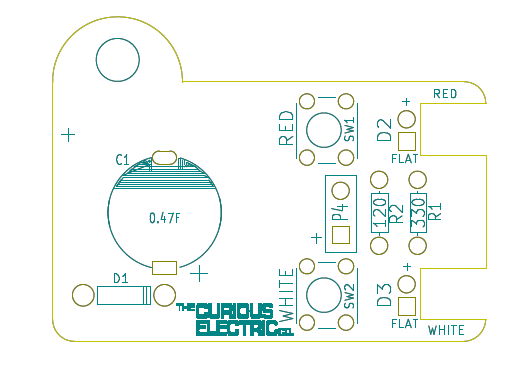 RED
RED
SW1
D2
FLAT
C1
0.47F
P4
120
R2
330
R1
D1
WHITE
SW2
D3
FLAT
WHITE
THE CURIOUS
ELECTRIC CO.
+
+
+
+
+